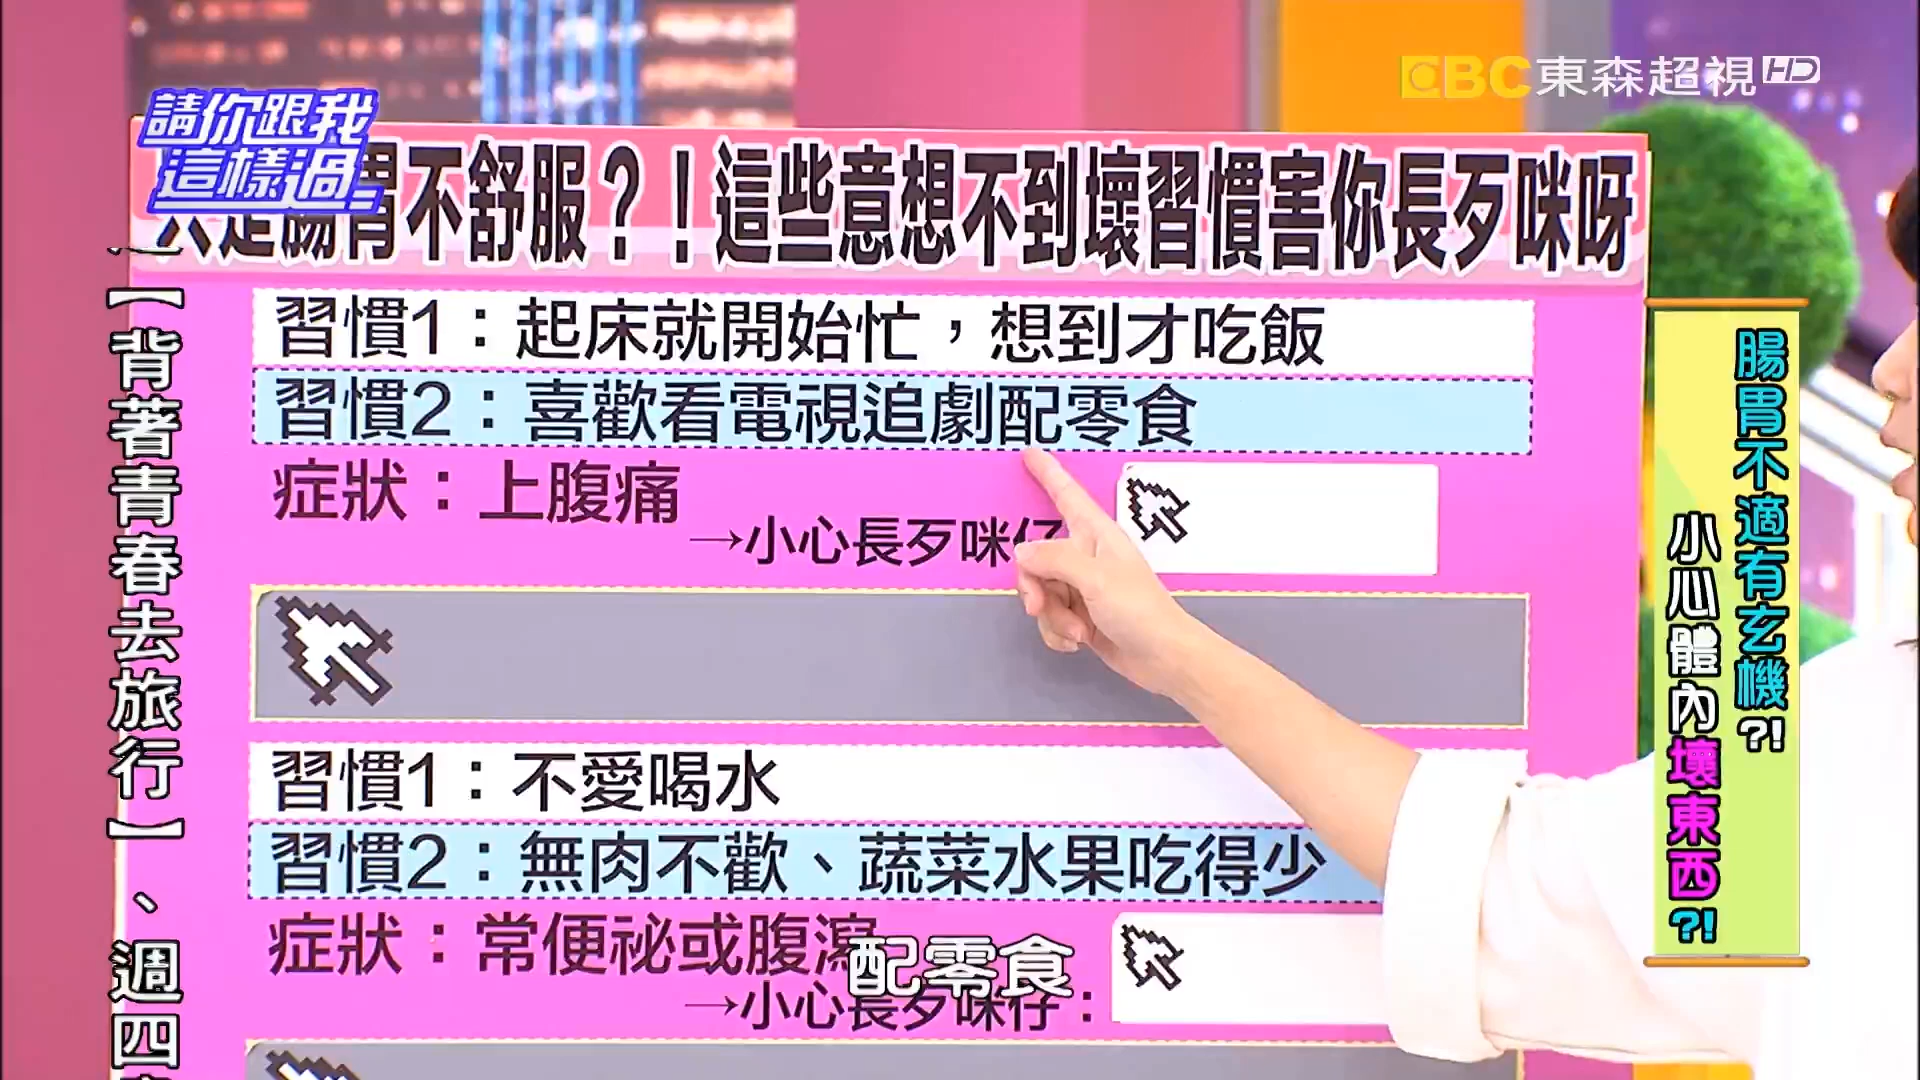 EBC東森超視HD
請你跟我
這樣過
只是腸胃不舒服？！這些意想不到壞習慣害你長歹咪呀
習慣1：起床就開始忙，想到才吃飯
習慣2：喜歡看電視追劇配零食
症狀：上腹痛
→小心長歹咪仔
習慣1：不愛喝水
習慣2：無肉不歡、蔬菜水果吃得少
症狀：常便祕或腹瀉
→小心長歹咪仔：
配零食
腸胃不適有玄機?!
小心體內壞東西?!
【背著青春去旅行】、週四